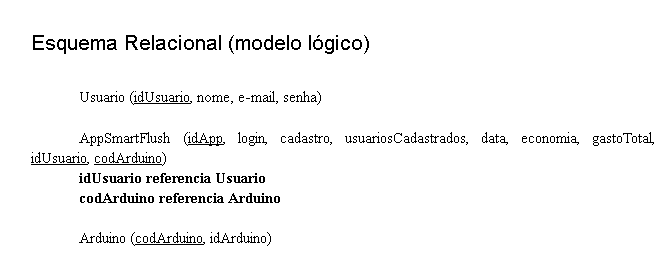 Esquema Relacional (modelo lógico)
Usuario (idUsuario, nome, e-mail, senha)
AppSmartFlush (idApp, login, cadastro, usuariosCadastrados, data, economia, gastoTotal,
idUsuario, codArduino)
idUsuario referencia Usuario
codArduino referencia Arduino
Arduino (codArduino, idArduino)